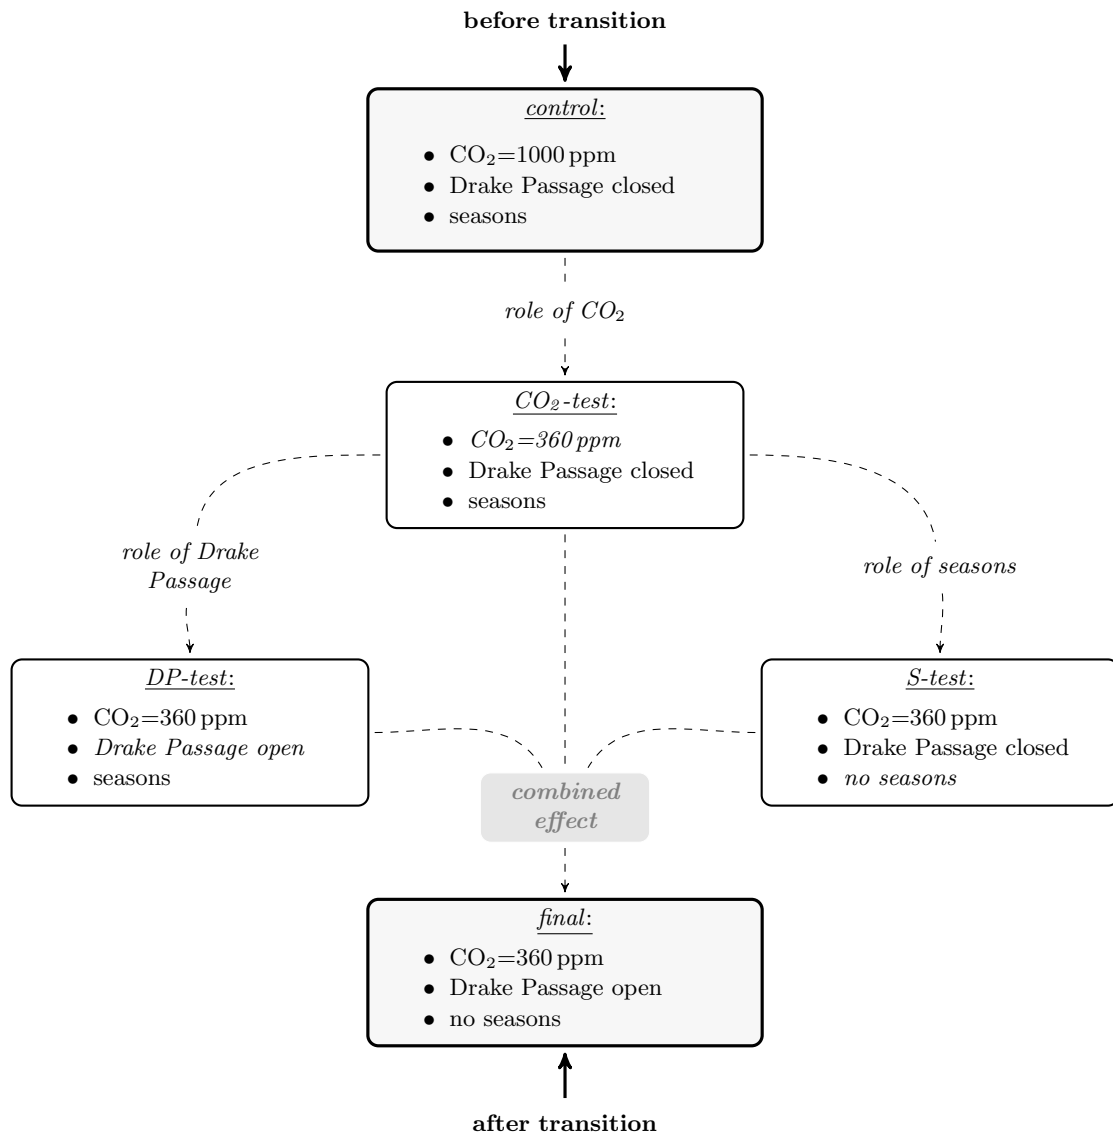 before transition
control:
• CO₂=1000 ppm
• Drake Passage closed
• seasons
role of CO₂
CO₂-test:
• CO₂=360 ppm
• Drake Passage closed
• seasons
role of Drake
Passage
role of seasons
DP-test:
• CO₂=360 ppm
• Drake Passage open
• seasons
S-test:
• CO₂=360 ppm
• Drake Passage closed
• no seasons
combined
effect
final:
• CO₂=360 ppm
• Drake Passage open
• no seasons
after transition